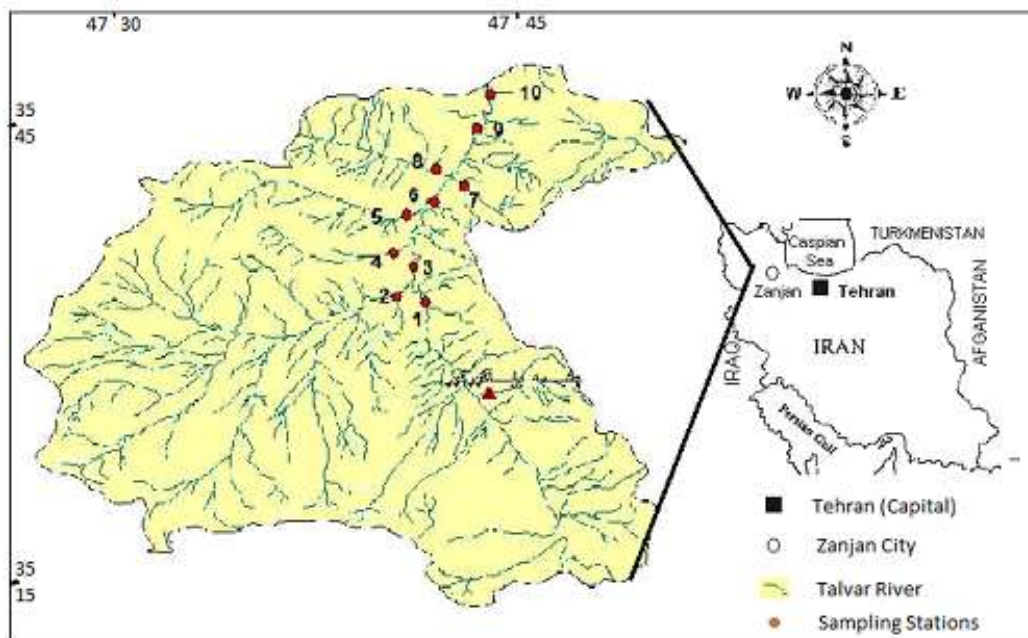 47 30
47 45
N
W E
S
35
45
10
9
8
7
6
5
4
3
2
1
Caspian
Sea
TURKMENISTAN
Zanjan
Tehran
AFGANISTAN
IRAN
IRAQ
Persian Gulf
35
15
Tehran (Capital)
Zanjan City
Talvar River
Sampling Stations